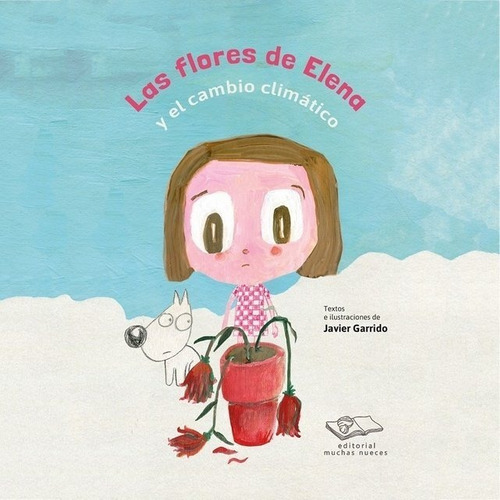 Las flores de Elena
y el cambio climático
Textos
e ilustraciones de
Javier Garrido
editorial
muchas nueces